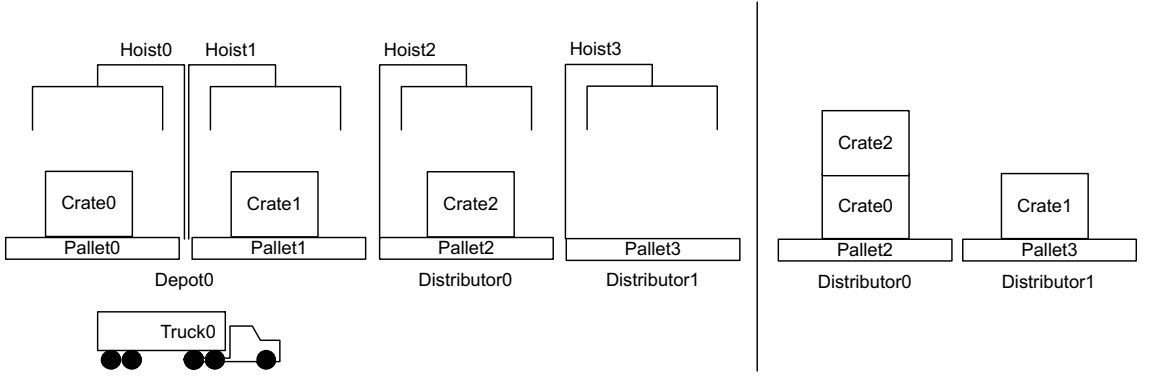 Hoist0 Hoist1 Hoist2 Hoist3
Crate2
Crate0 Crate1 Crate2 Crate0 Crate1
Pallet0 Pallet1 Pallet2 Pallet3 Pallet2 Pallet3
Depot0 Distributor0 Distributor1 Distributor0 Distributor1
Truck0